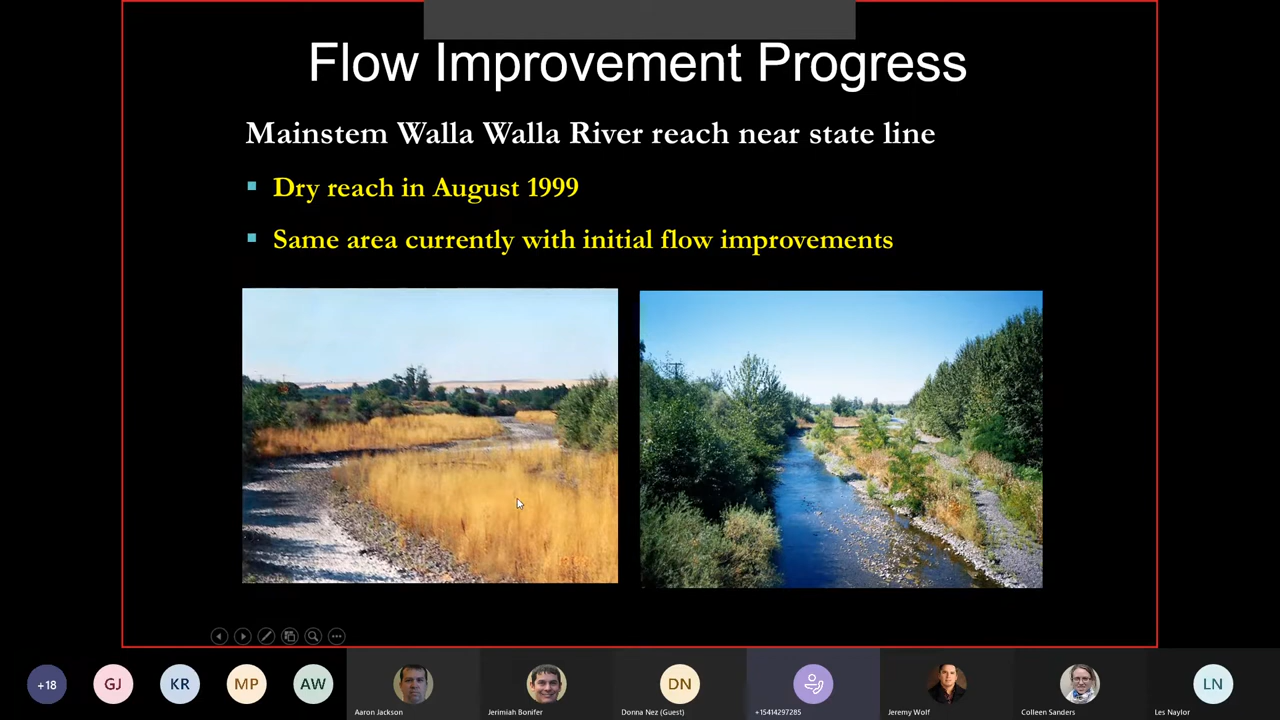 Flow Improvement Progress
Mainstem Walla Walla River reach near state line
Dry reach in August 1999
Same area currently with initial flow improvements
+18
GJ
KR
MP
AW
DN
LN
Aaron Jackson
Jerimiah Bonifer
Donna Nez (Guest)
+15414297285
Jeremy Wolf
Colleen Sanders
Les Naylor